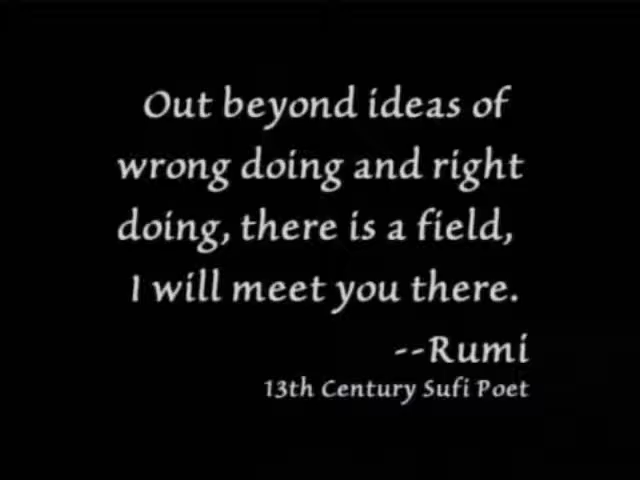 Out beyond ideas of
wrong doing and right
doing, there is a field,
I will meet you there.
--Rumi
13th Century Sufi Poet